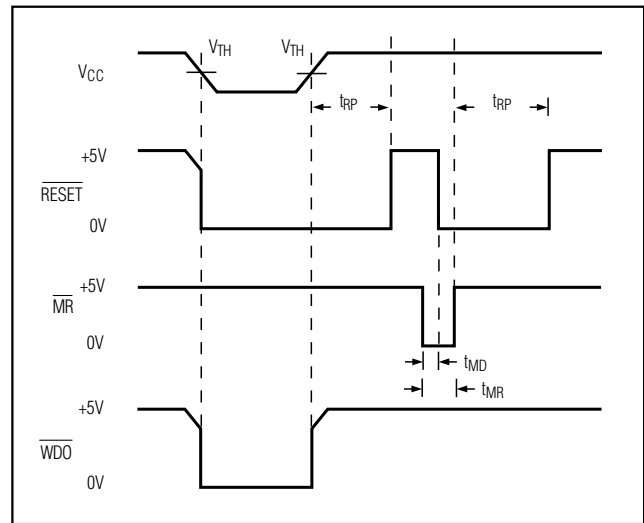 VTH VTH
VCC
tRP tRP
+5V
RESET
0V
+5V
MR
0V
tMD
tMR
+5V
WDO
0V